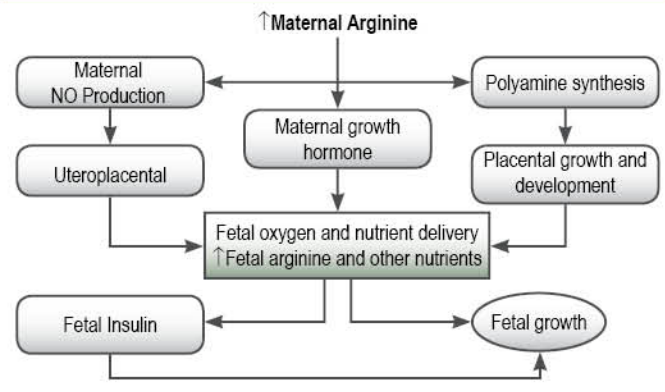 ↑Maternal Arginine
Maternal
NO Production
Polyamine synthesis
Maternal growth
hormone
Uteroplacental
Placental growth and
development
Fetal oxygen and nutrient delivery
↑Fetal arginine and other nutrients
Fetal Insulin
Fetal growth